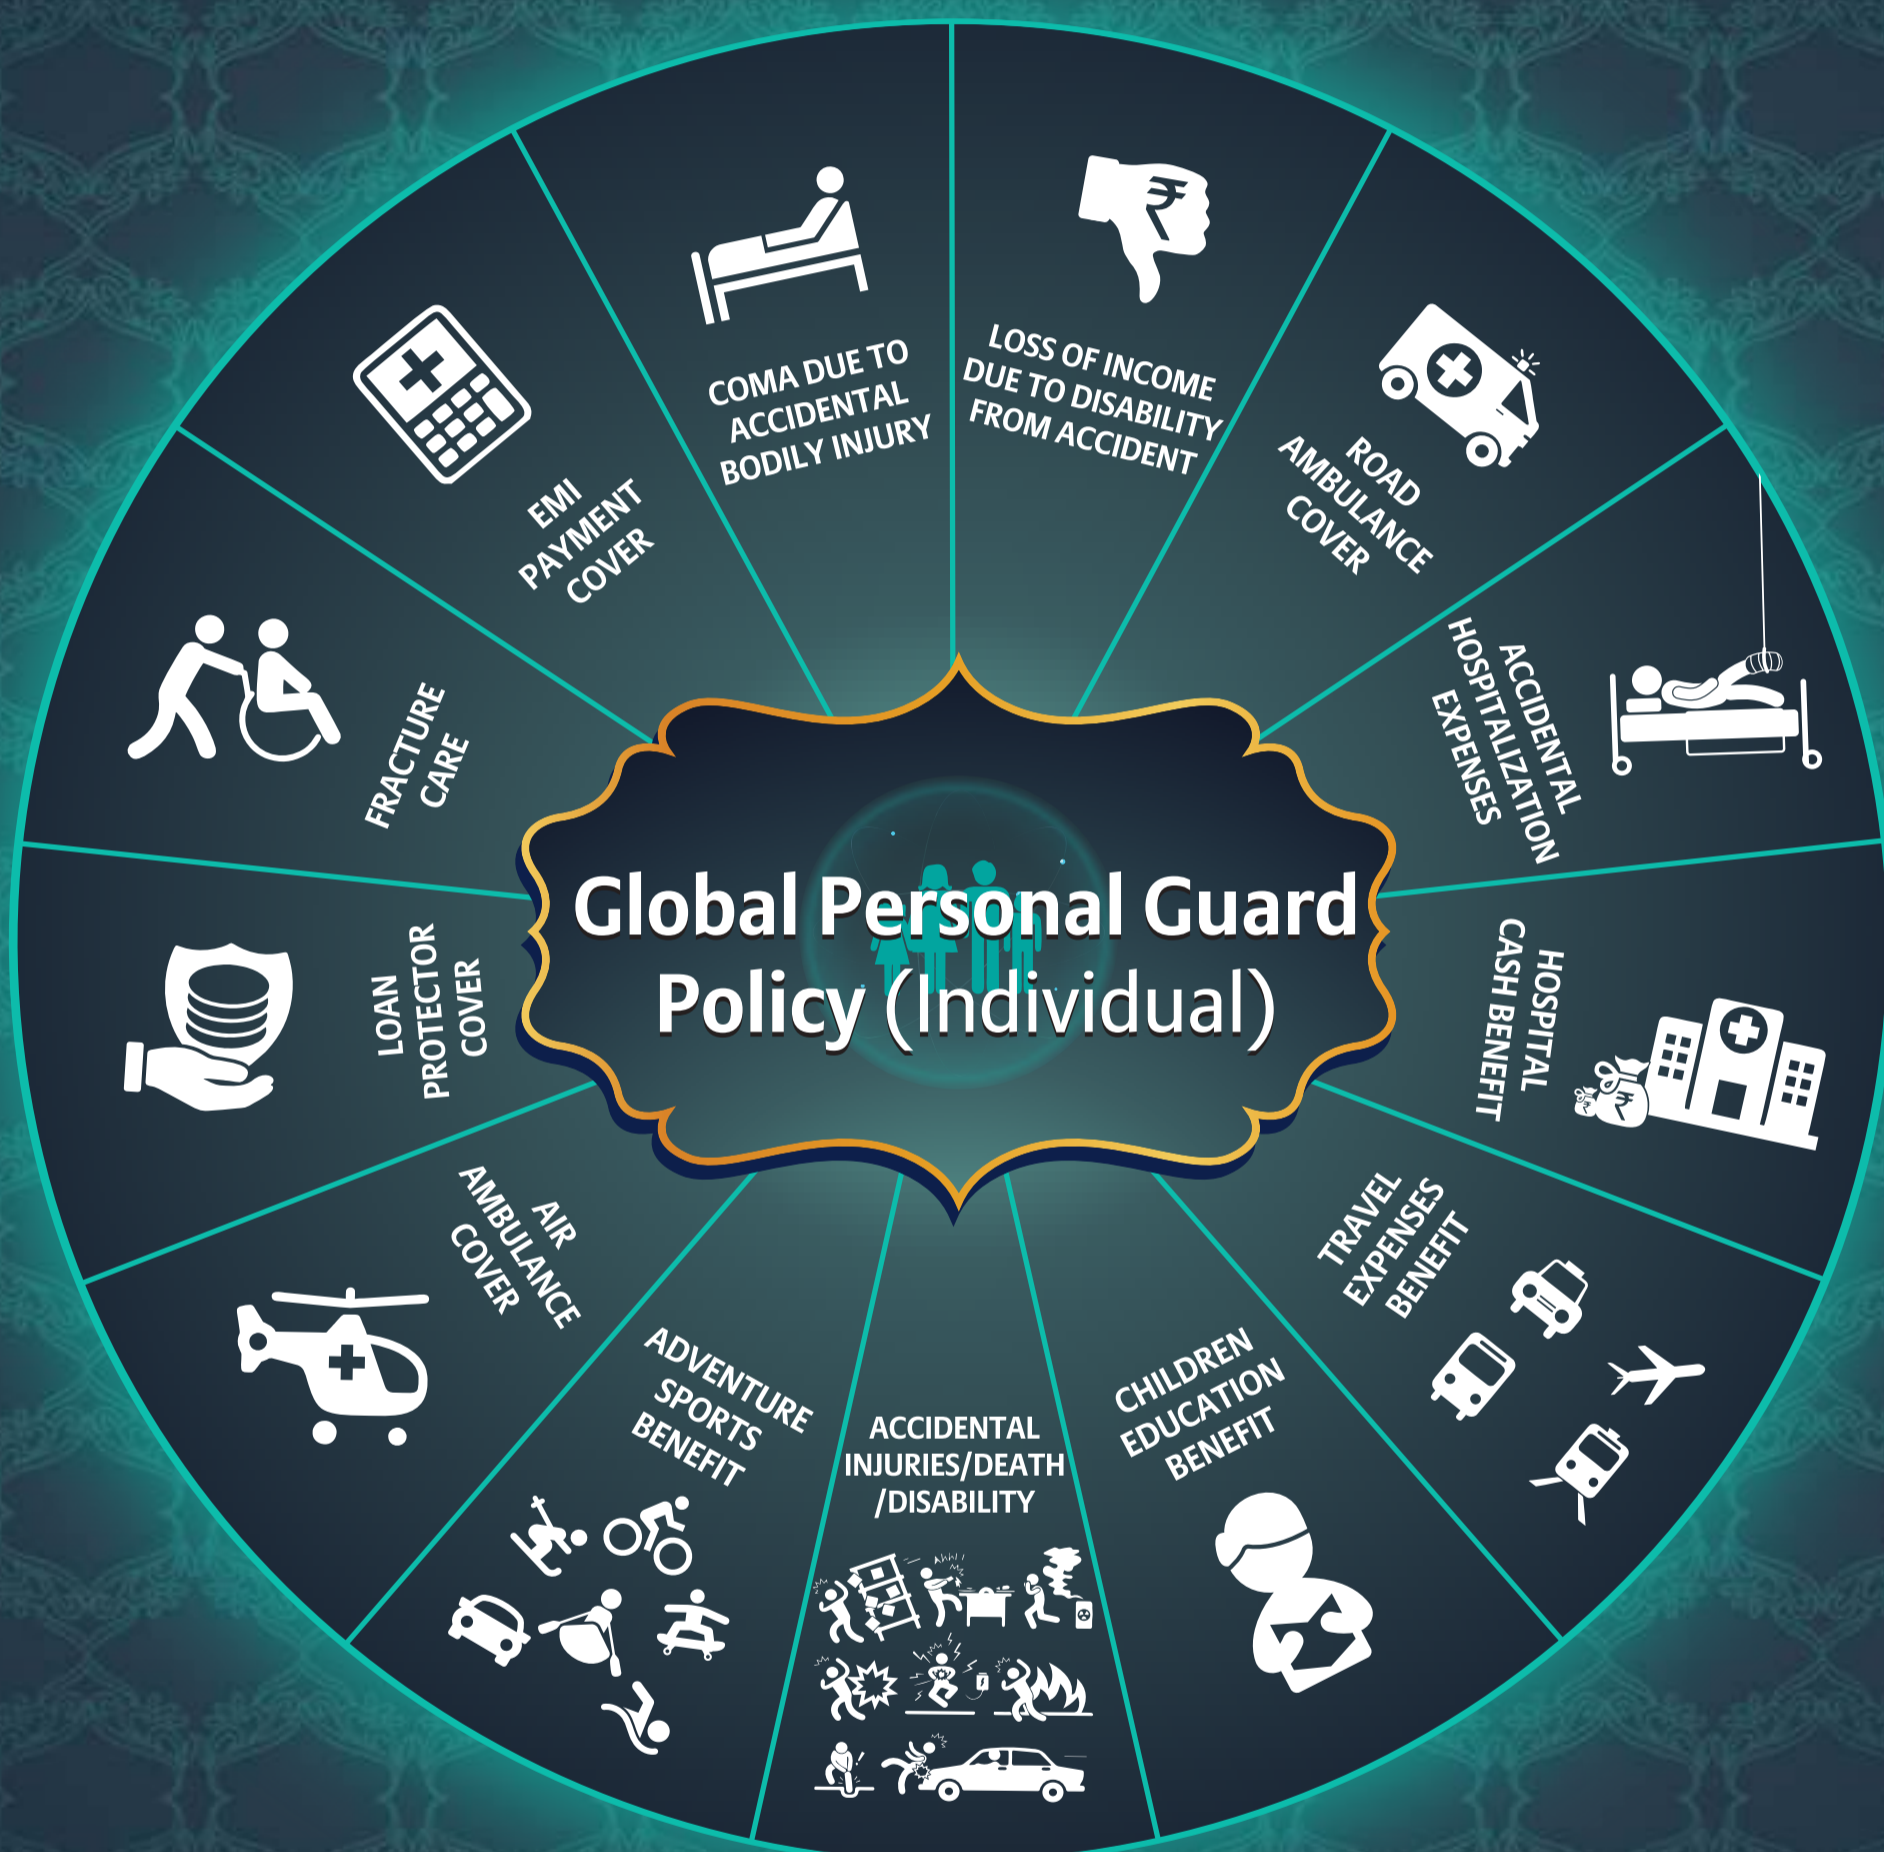 Global Personal Guard
Policy (Individual)
LOSS OF INCOME
DUE TO DISABILITY
FROM ACCIDENT
ROAD
AMBULANCE
COVER
ACCIDENTAL
HOSPITALIZATION
EXPENSES
HOSPITAL
CASH BENEFIT
TRAVEL
EXPENSES
BENEFIT
CHILDREN
EDUCATION
BENEFIT
ACCIDENTAL
INJURIES/DEATH
/DISABILITY
ADVENTURE
SPORTS
BENEFIT
AIR
AMBULANCE
COVER
LOAN
PROTECTOR
COVER
FRACTURE
CARE
EMI
PAYMENT
COVER
COMA DUE TO
ACCIDENTAL
BODILY INJURY
₹
₹
₹